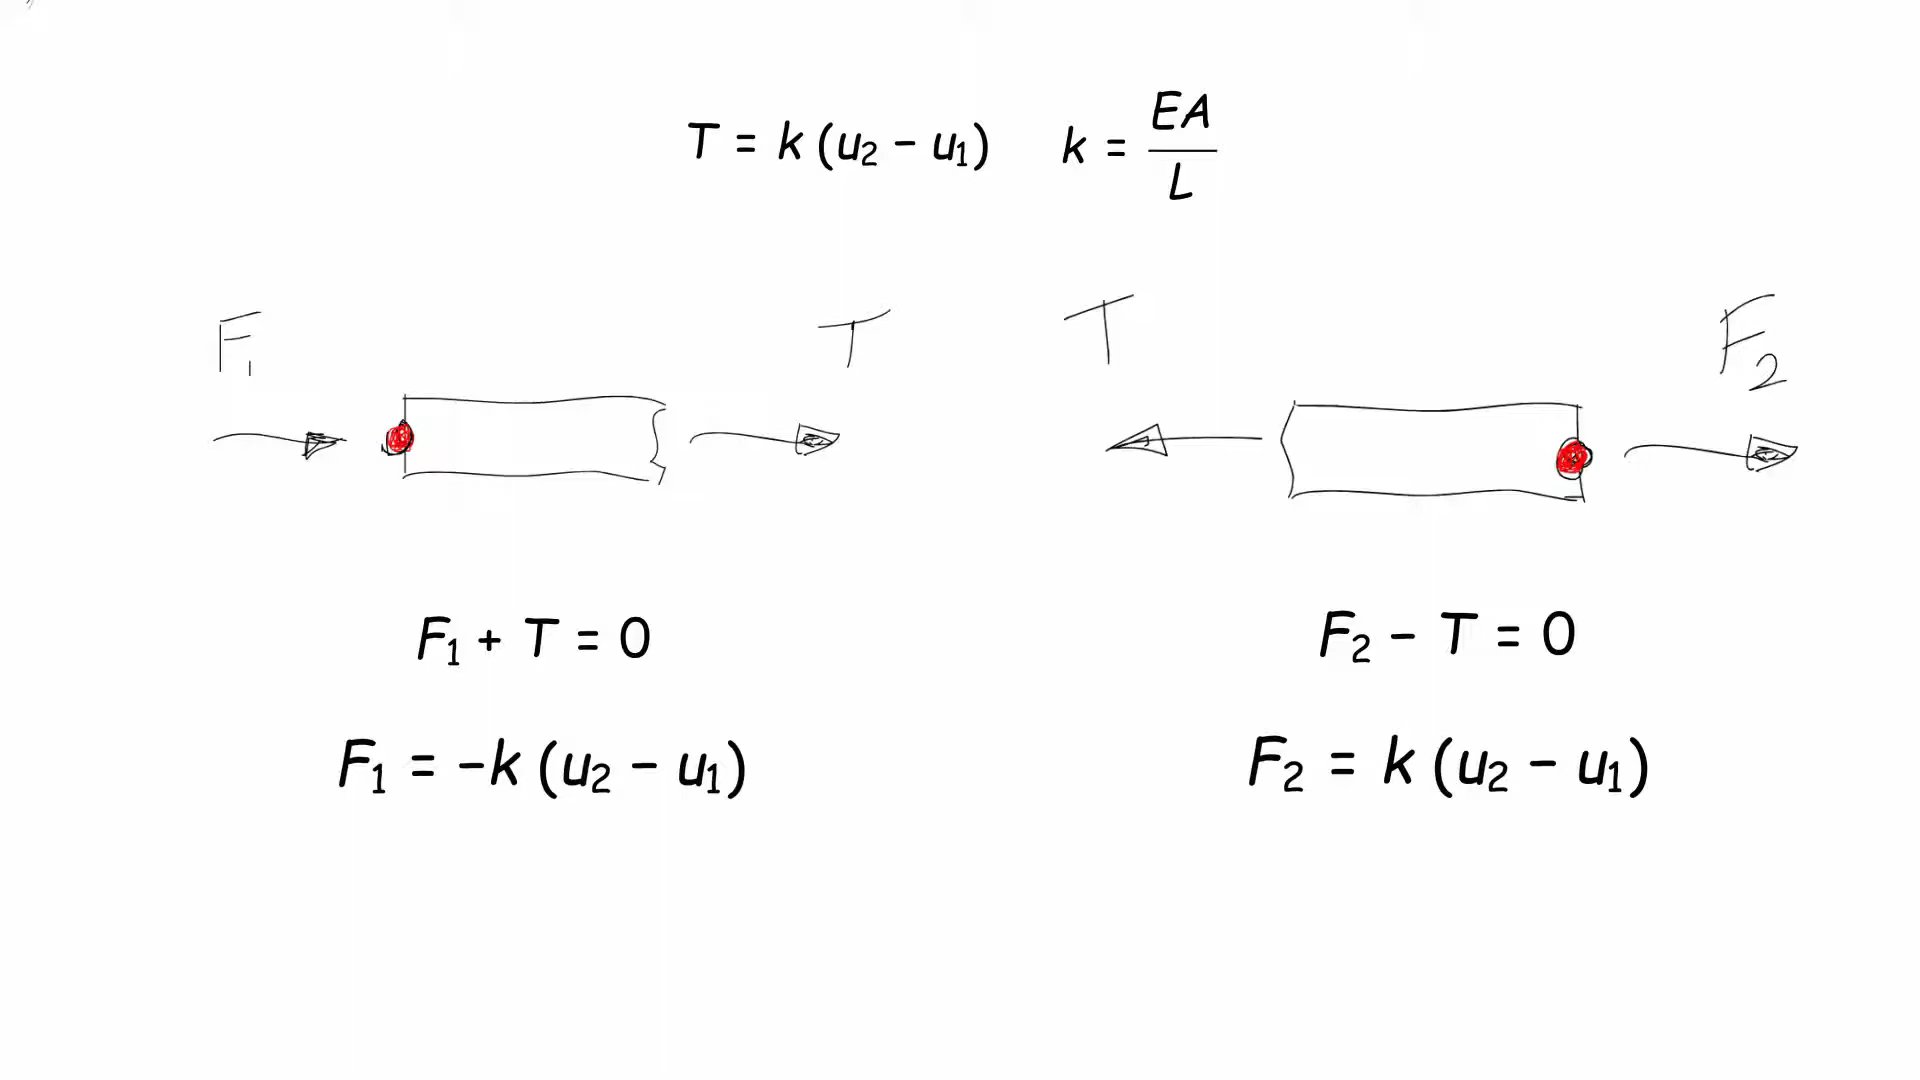 T = k (u₂ − u₁) k = EA/L
F₁ T T F₂
F₁ + T = 0 F₂ − T = 0
F₁ = −k (u₂ − u₁) F₂ = k (u₂ − u₁)